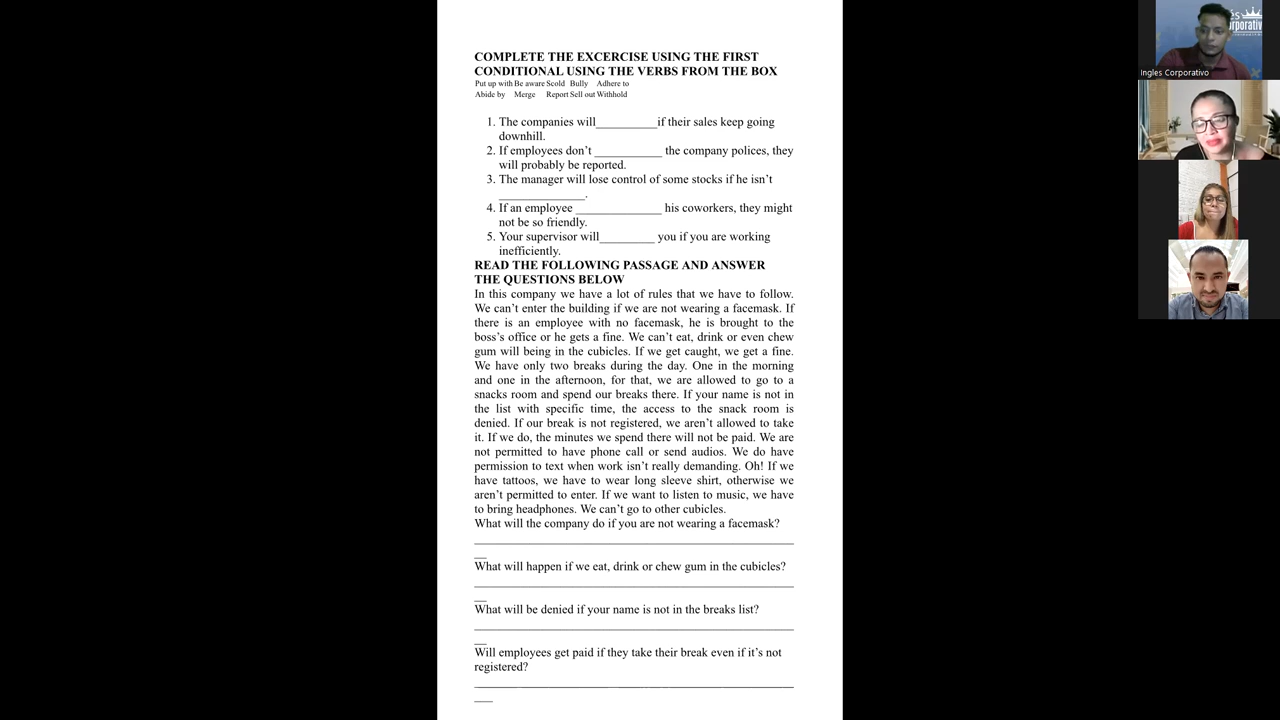 COMPLETE THE EXCERCISE USING THE FIRST
CONDITIONAL USING THE VERBS FROM THE BOX
Put up with Be aware Scold Bully Adhere to
Abide by Merge Report Sell out Withhold
1. The companies will__________if their sales keep going
downhill.
2. If employees don’t ___________ the company polices, they
will probably be reported.
3. The manager will lose control of some stocks if he isn’t
______________.
4. If an employee ______________ his coworkers, they might
not be so friendly.
5. Your supervisor will_________ you if you are working
inefficiently.
READ THE FOLLOWING PASSAGE AND ANSWER
THE QUESTIONS BELOW
In this company we have a lot of rules that we have to follow.
We can’t enter the building if we are not wearing a facemask. If
there is an employee with no facemask, he is brought to the
boss’s office or he gets a fine. We can’t eat, drink or even chew
gum will being in the cubicles. If we get caught, we get a fine.
We have only two breaks during the day. One in the morning
and one in the afternoon, for that, we are allowed to go to a
snacks room and spend our breaks there. If your name is not in
the list with specific time, the access to the snack room is
denied. If our break is not registered, we aren’t allowed to take
it. If we do, the minutes we spend there will not be paid. We are
not permitted to have phone call or send audios. We do have
permission to text when work isn’t really demanding. Oh! If we
have tattoos, we have to wear long sleeve shirt, otherwise we
aren’t permitted to enter. If we want to listen to music, we have
to bring headphones. We can’t go to other cubicles.
What will the company do if you are not wearing a facemask?
What will happen if we eat, drink or chew gum in the cubicles?
What will be denied if your name is not in the breaks list?
Will employees get paid if they take their break even if it’s not
registered?
Ingles Corporativo